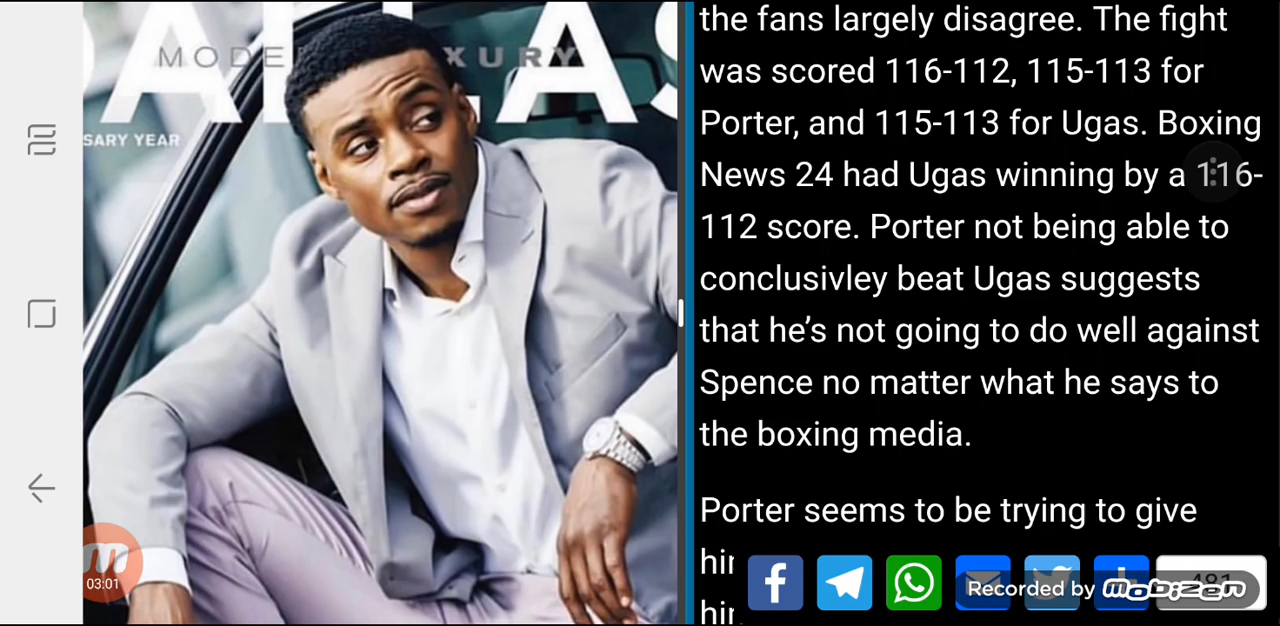 MODE
XURY
SARY YEAR
03:01
the fans largely disagree. The fight
was scored 116-112, 115-113 for
Porter, and 115-113 for Ugas. Boxing
News 24 had Ugas winning by a 116-
112 score. Porter not being able to
conclusivley beat Ugas suggests
that he’s not going to do well against
Spence no matter what he says to
the boxing media.
Porter seems to be trying to give
Recorded by mobizen